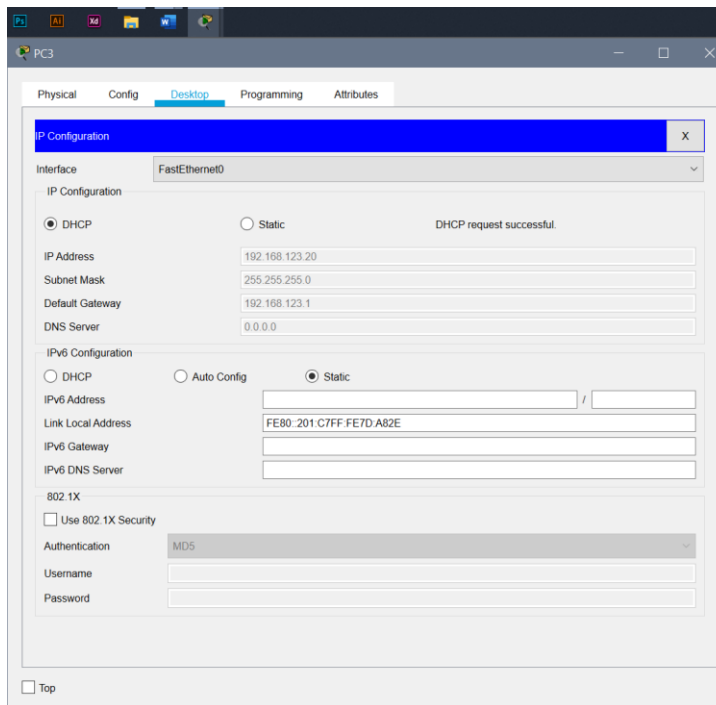 Ps Ai Xd W
PC3
Physical Config Desktop Programming Attributes
IP Configuration X
Interface FastEthernet0
IP Configuration
DHCP Static DHCP request successful.
IP Address 192.168.123.20
Subnet Mask 255.255.255.0
Default Gateway 192.168.123.1
DNS Server 0.0.0.0
IPv6 Configuration
DHCP Auto Config Static
IPv6 Address /
Link Local Address FE80::201:C7FF:FE7D:A82E
IPv6 Gateway
IPv6 DNS Server
802.1X
Use 802.1X Security
Authentication MD5
Username
Password
Top